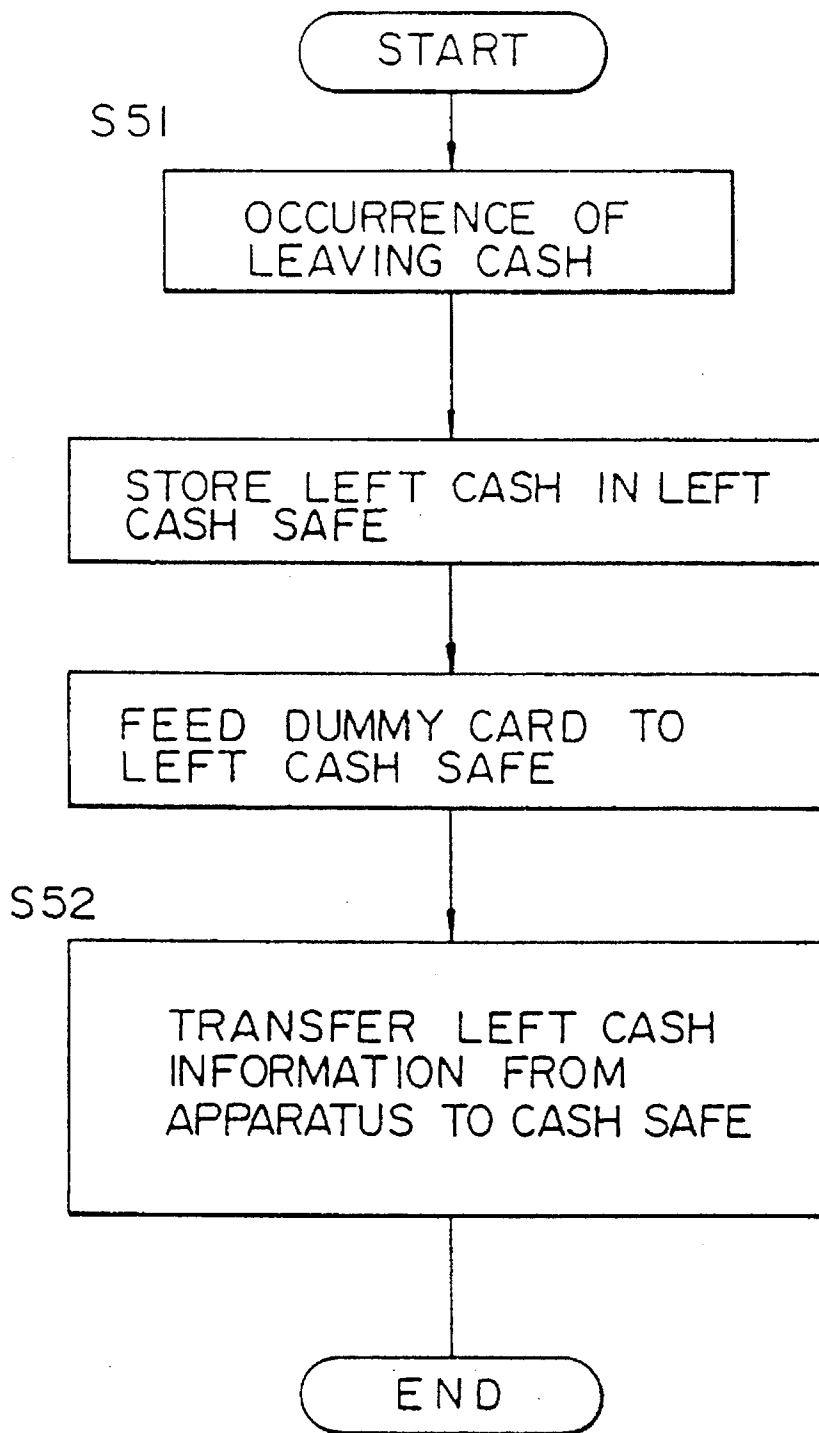 START
S51
OCCURRENCE OF
LEAVING CASH
STORE LEFT CASH IN LEFT
CASH SAFE
FEED DUMMY CARD TO
LEFT CASH SAFE
S52
TRANSFER LEFT CASH
INFORMATION FROM
APPARATUS TO CASH SAFE
END